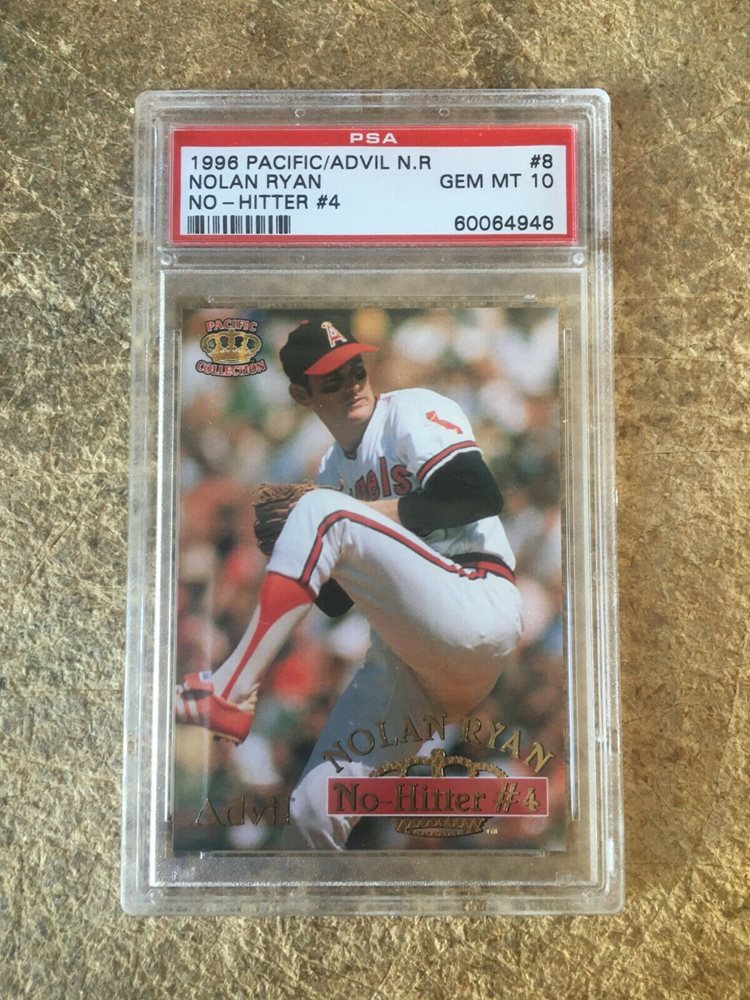 PSA
1996 PACIFIC/ADVIL N.R #8
NOLAN RYAN GEM MT 10
NO-HITTER #4
60064946
PACIFIC
COLLECTION
A
NOLAN RYAN
Advil
No-Hitter #4